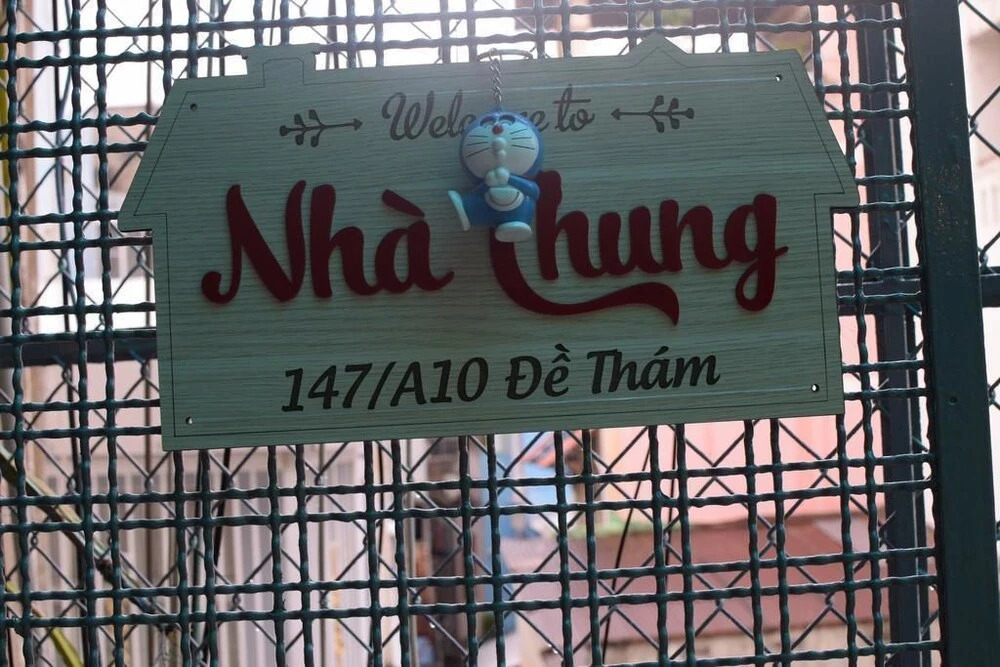 Welcome to
Nhà Chung
147/A10 Đề Thám